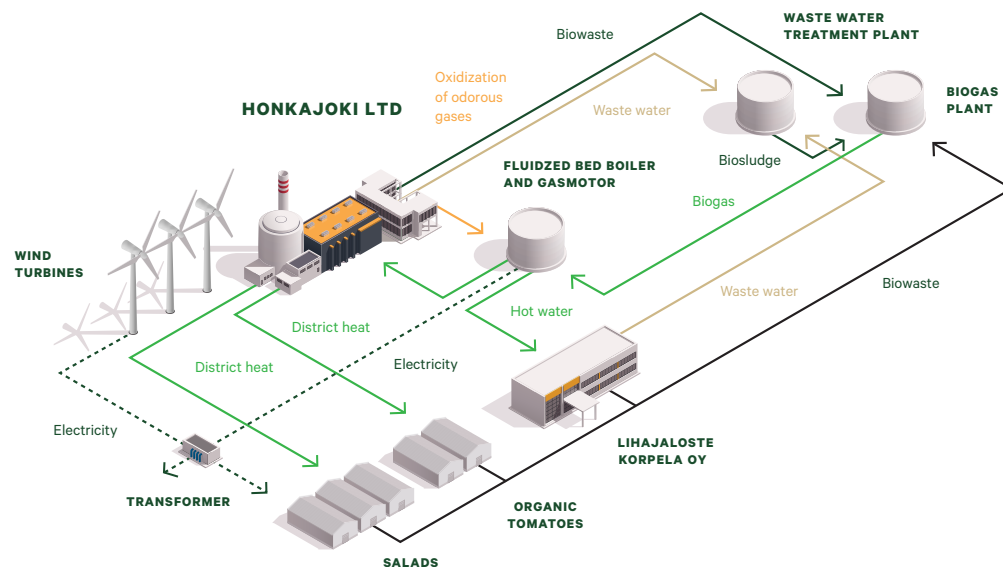 WASTE WATER
TREATMENT PLANT
Biowaste
Oxidization
of odorous
gases
BIOGAS
PLANT
HONKAJOKI LTD
Waste water
FLUIDZED BED BOILER
AND GASMOTOR
Biosludge
Biogas
WIND
TURBINES
Waste water
Biowaste
Hot water
District heat
District heat
Electricity
Electricity
LIHAJALOSTE
KORPELA OY
TRANSFORMER
ORGANIC
TOMATOES
SALADS